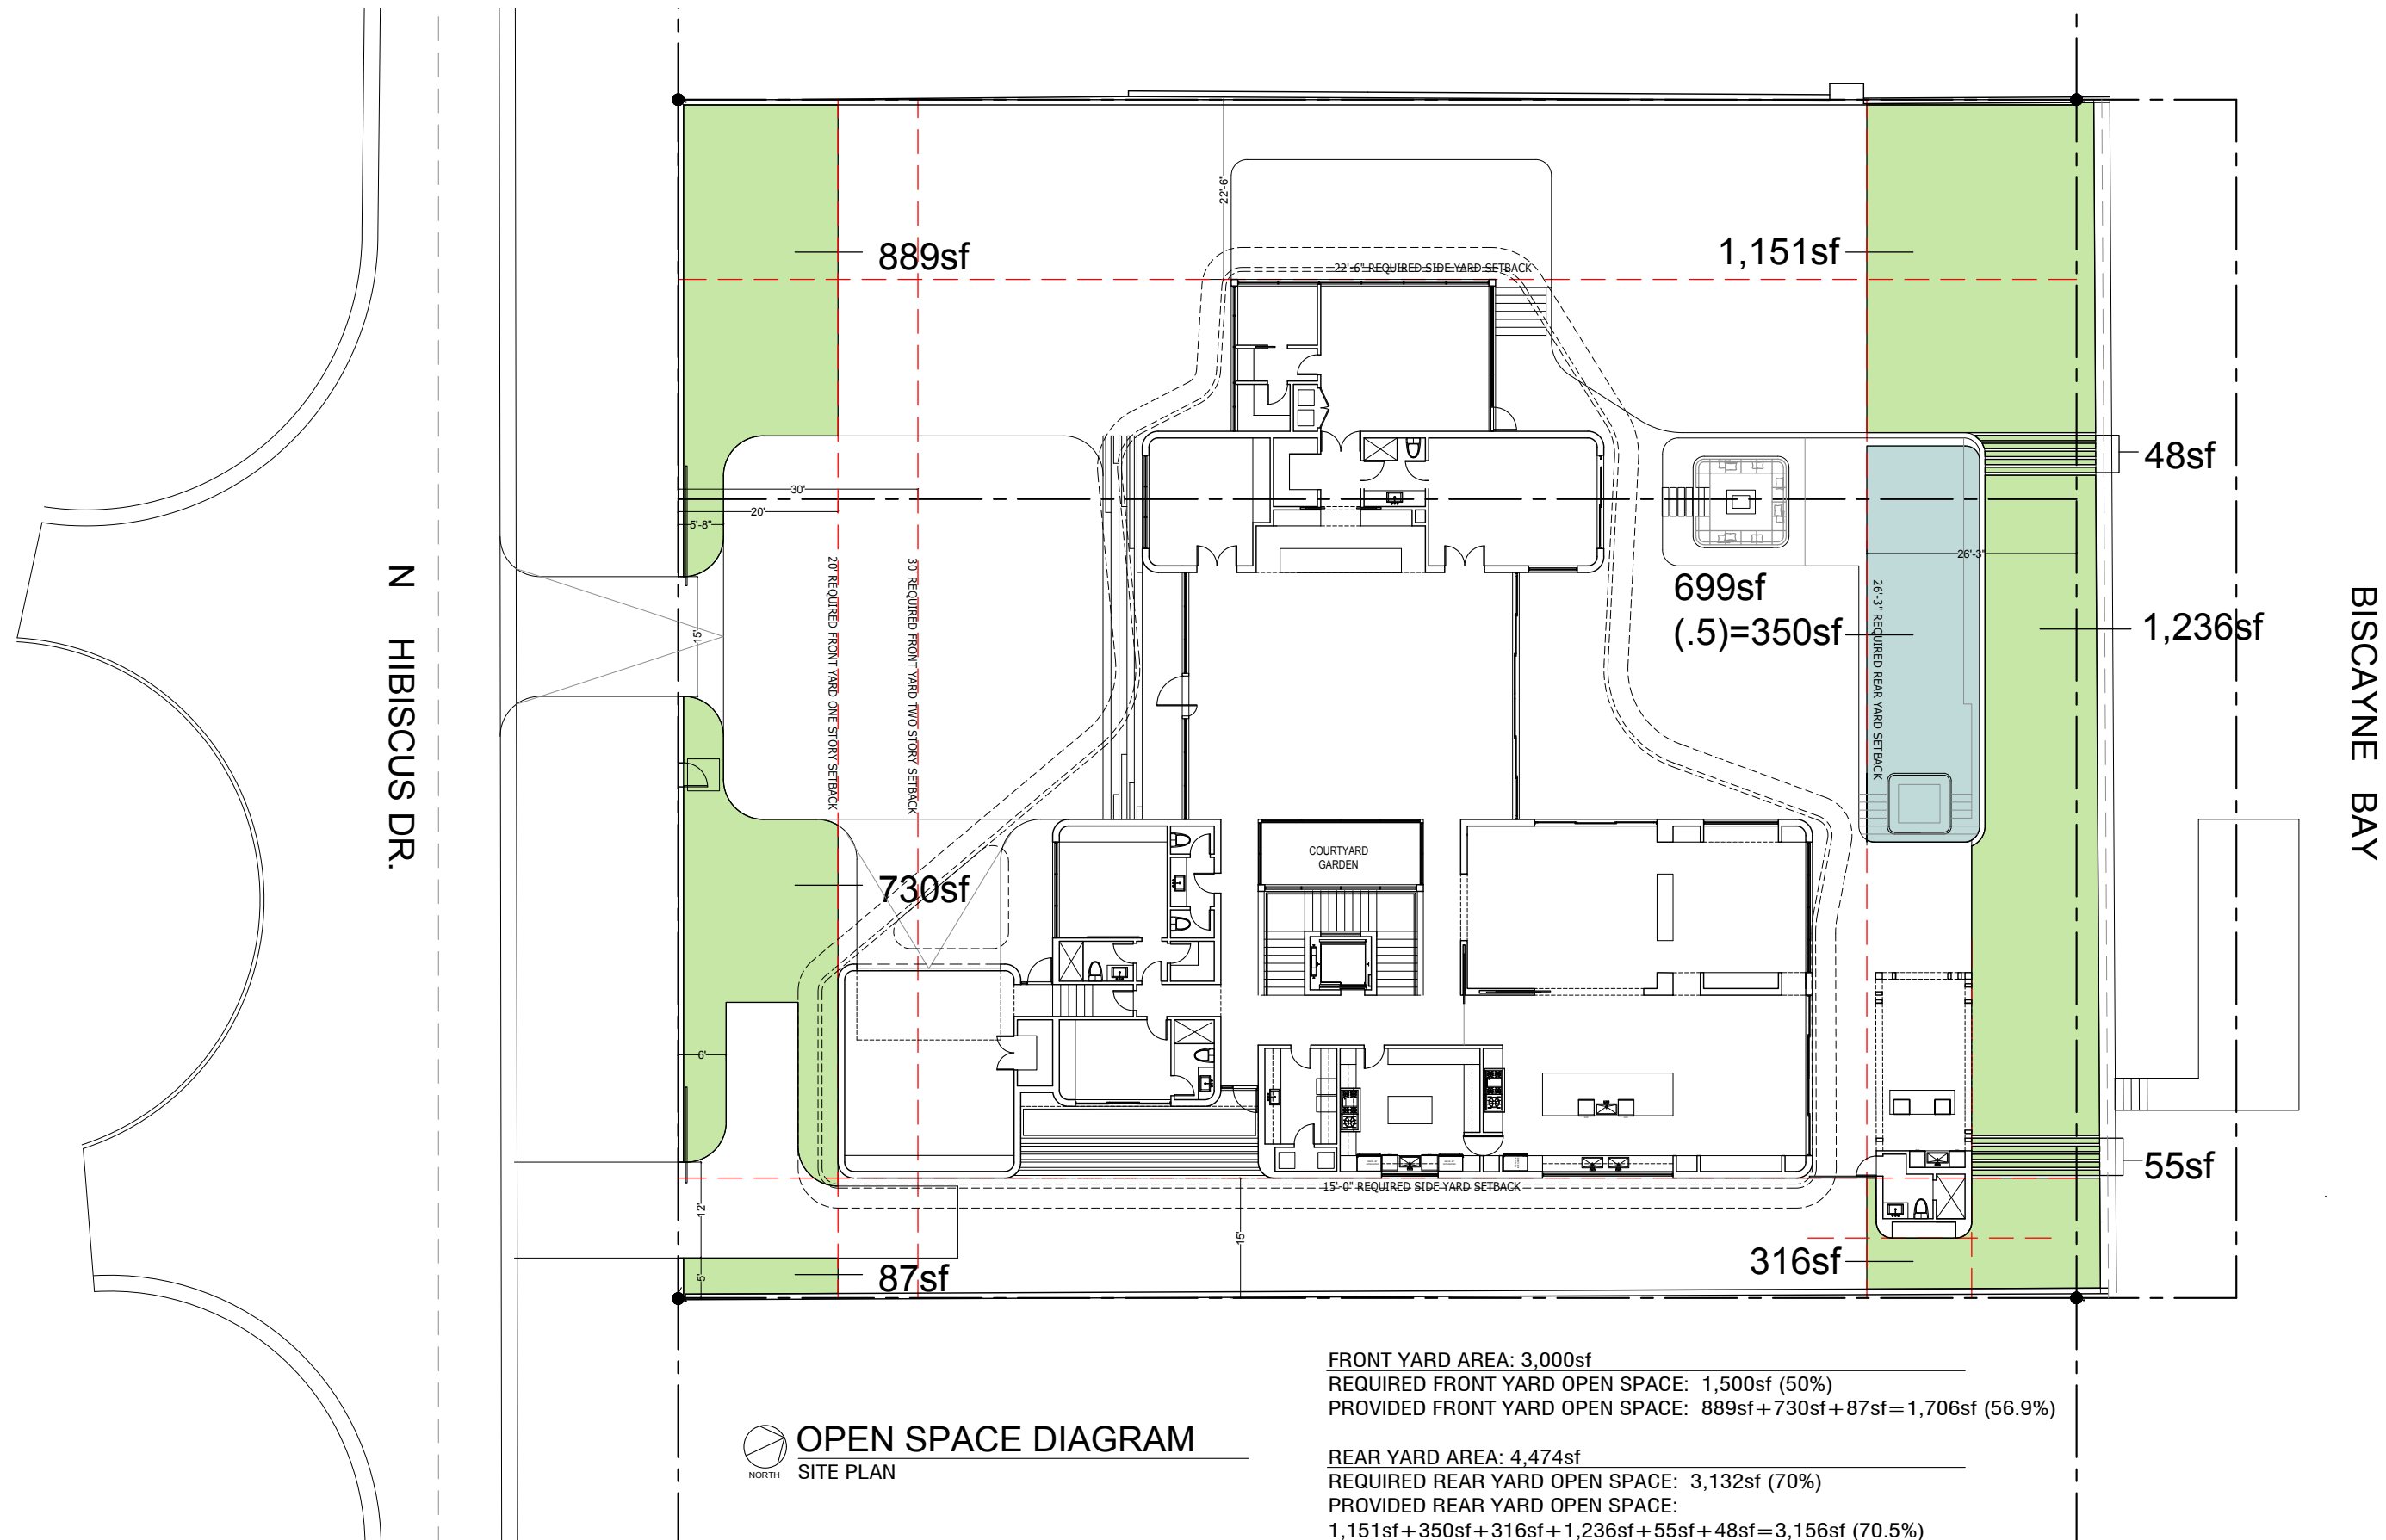 889sf
1,151sf
22'-6"
22'-6" REQUIRED SIDE YARD SETBACK
48sf
30'
20'
5'-8"
26'-3"
699sf
(.5)=350sf
1,236sf
15'
20' REQUIRED FRONT YARD ONE STORY SETBACK
30' REQUIRED FRONT YARD TWO STORY SETBACK
26'-3" REQUIRED REAR YARD SETBACK
N HIBISCUS DR.
BISCAYNE BAY
COURTYARD
GARDEN
730sf
6'
55sf
15'-0" REQUIRED SIDE YARD SETBACK
12'
15'
316sf
5'
87sf
FRONT YARD AREA: 3,000sf
REQUIRED FRONT YARD OPEN SPACE: 1,500sf (50%)
PROVIDED FRONT YARD OPEN SPACE: 889sf+730sf+87sf=1,706sf (56.9%)
OPEN SPACE DIAGRAM
NORTH
SITE PLAN
REAR YARD AREA: 4,474sf
REQUIRED REAR YARD OPEN SPACE: 3,132sf (70%)
PROVIDED REAR YARD OPEN SPACE:
1,151sf+350sf+316sf+1,236sf+55sf+48sf=3,156sf (70.5%)